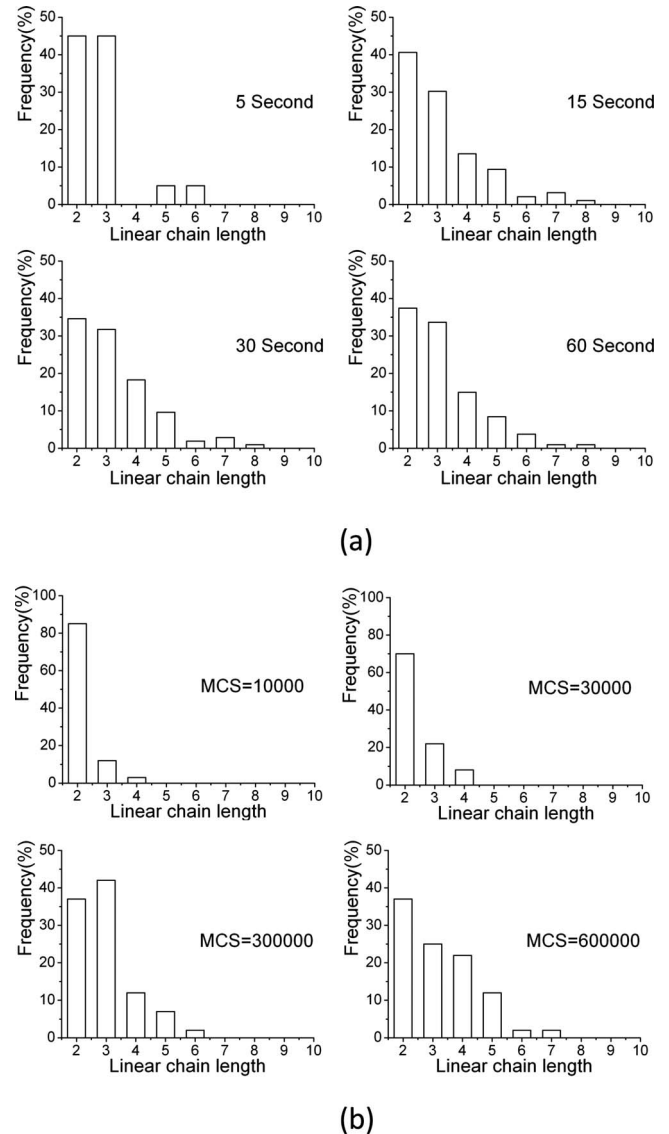 Frequency(%)
50
40
30
20
10
0
5 Second
2 3 4 5 6 7 8 9 10
Linear chain length
Frequency(%)
50
40
30
20
10
0
15 Second
2 3 4 5 6 7 8 9 10
Linear chain length
Frequency(%)
50
40
30
20
10
0
30 Second
2 3 4 5 6 7 8 9 10
Linear chain length
Frequency(%)
50
40
30
20
10
0
60 Second
2 3 4 5 6 7 8 9 10
Linear chain length
(a)
Frequency(%)
100
80
60
40
20
0
MCS=10000
2 3 4 5 6 7 8 9 10
Linear chain length
Frequency(%)
100
80
60
40
20
0
MCS=30000
2 3 4 5 6 7 8 9 10
Linear chain length
Frequency(%)
50
40
30
20
10
0
MCS=300000
2 3 4 5 6 7 8 9 10
Linear chain length
Frequency(%)
50
40
30
20
10
0
MCS=600000
2 3 4 5 6 7 8 9 10
Linear chain length
(b)